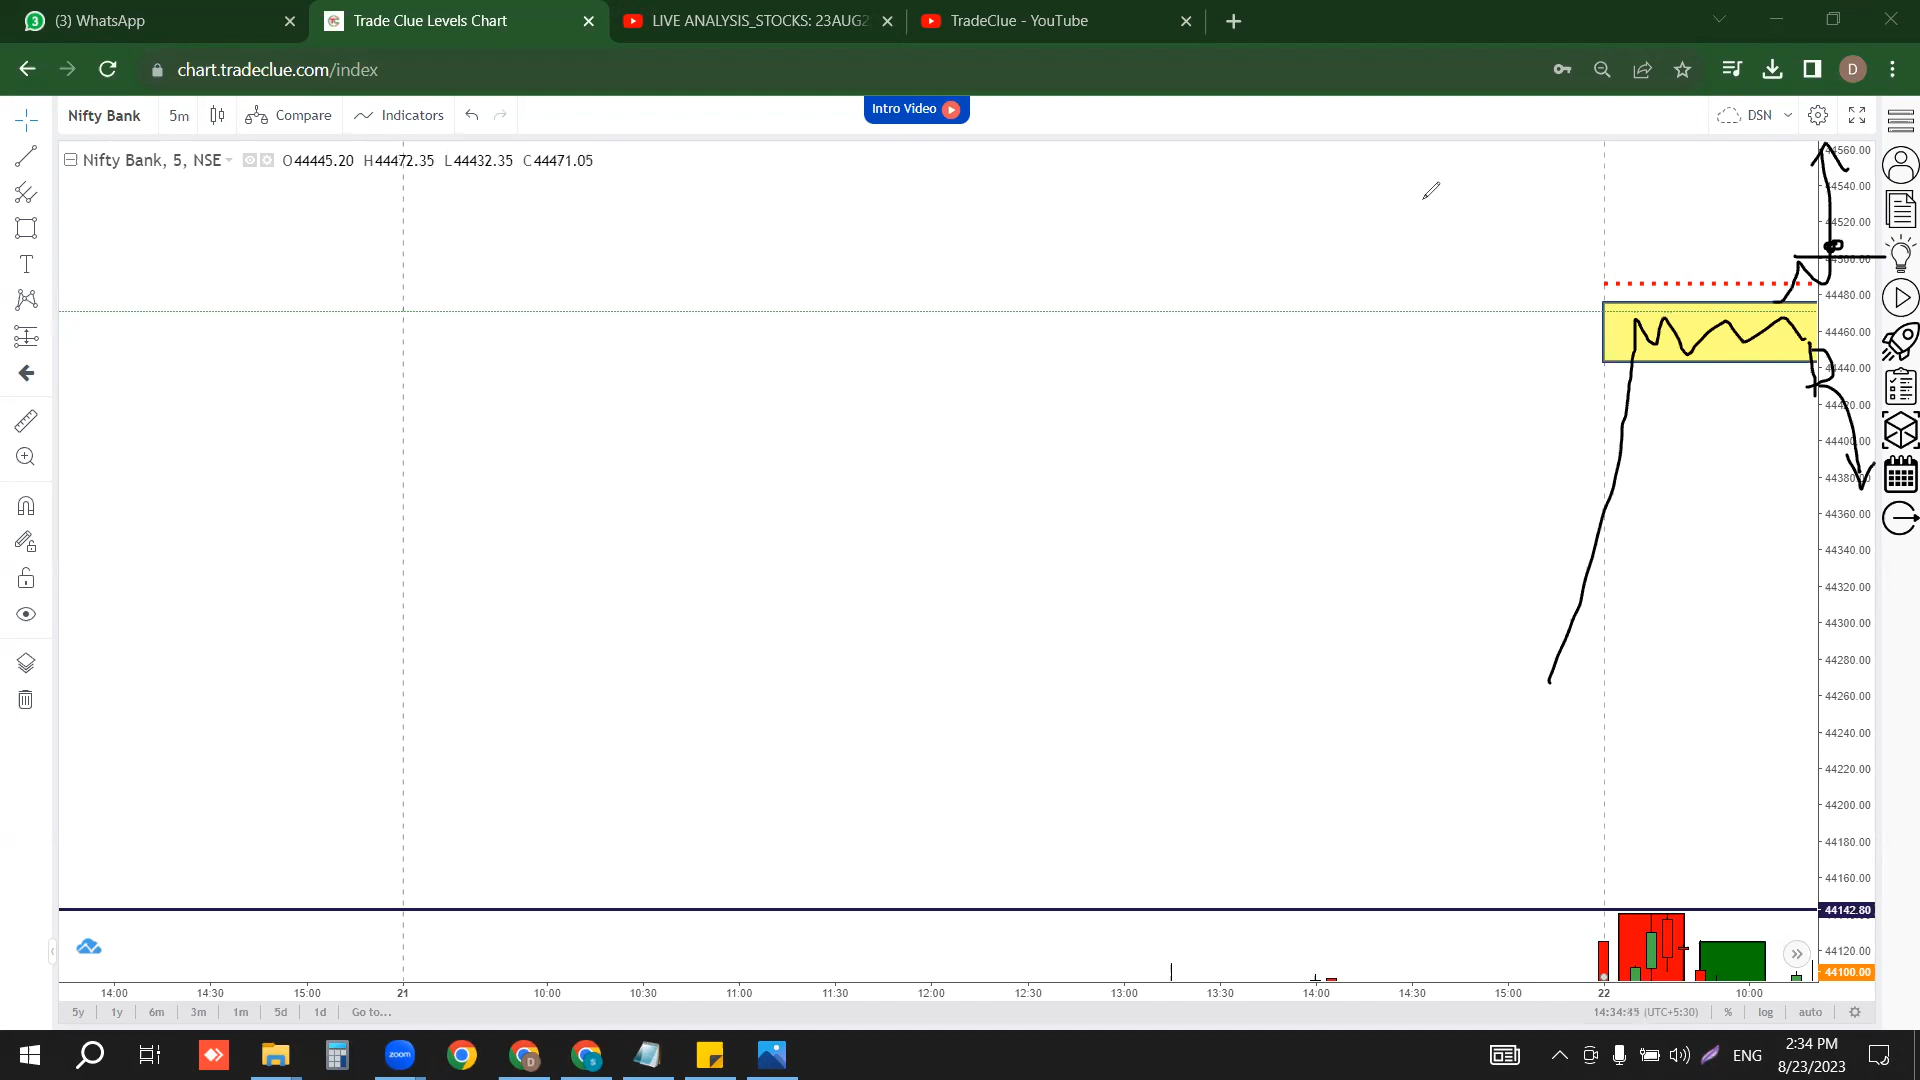 (3) WhatsApp
Trade Clue Levels Chart
LIVE ANALYSIS_STOCKS: 23AUG2
TradeClue - YouTube
chart.tradeclue.com/index
D
Nifty Bank
5m
Compare
Indicators
Intro Video
DSN
Nifty Bank, 5, NSE
O44445.20 H44472.35 L44432.35 C44471.05
44560.00
44540.00
44520.00
44500.00
44480.00
44460.00
44440.00
44420.00
44400.00
44380.00
44360.00
44340.00
44320.00
44300.00
44280.00
44260.00
44240.00
44220.00
44200.00
44180.00
44160.00
44142.80
44120.00
44100.00
14:00 14:30 15:00 21 10:00 10:30 11:00 11:30 12:00 12:30 13:00 13:30 14:00 14:30 15:00 22 10:00
5y 1y 6m 3m 1m 5d 1d Go to...
14:34:45 (UTC+5:30) % log auto
zoom
D
S
ENG
2:34 PM
8/23/2023